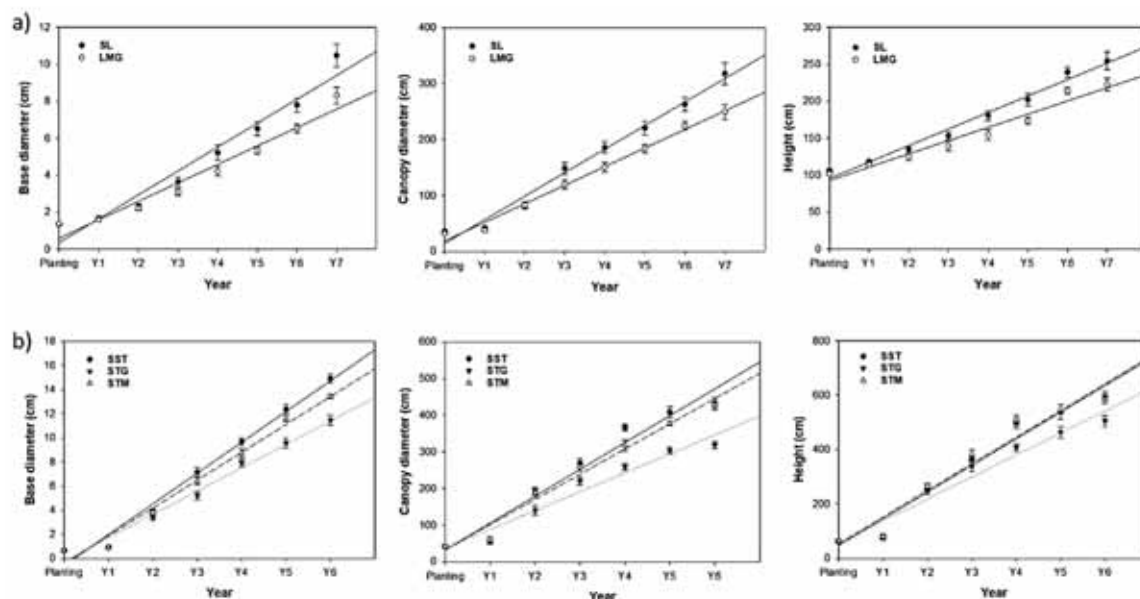 a)
SL
LMG
12
10
8
6
4
2
0
Base diameter (cm)
Planting Y1 Y2 Y3 Y4 Y5 Y6 Y7
Year
SL
LMG
400
300
200
100
0
Canopy diameter (cm)
Planting Y1 Y2 Y3 Y4 Y5 Y6 Y7
Year
SL
LMG
300
250
200
150
100
50
0
Height (cm)
Planting Y1 Y2 Y3 Y4 Y5 Y6 Y7
Year
b)
SST
STG
STM
18
16
14
12
10
8
6
4
2
0
Base diameter (cm)
Planting Y1 Y2 Y3 Y4 Y5 Y6
Year
SST
STG
STM
600
500
400
300
200
100
0
Canopy diameter (cm)
Planting Y1 Y2 Y3 Y4 Y5 Y6
Year
SST
STG
STM
800
600
400
200
0
Height (cm)
Planting Y1 Y2 Y3 Y4 Y5 Y6
Year